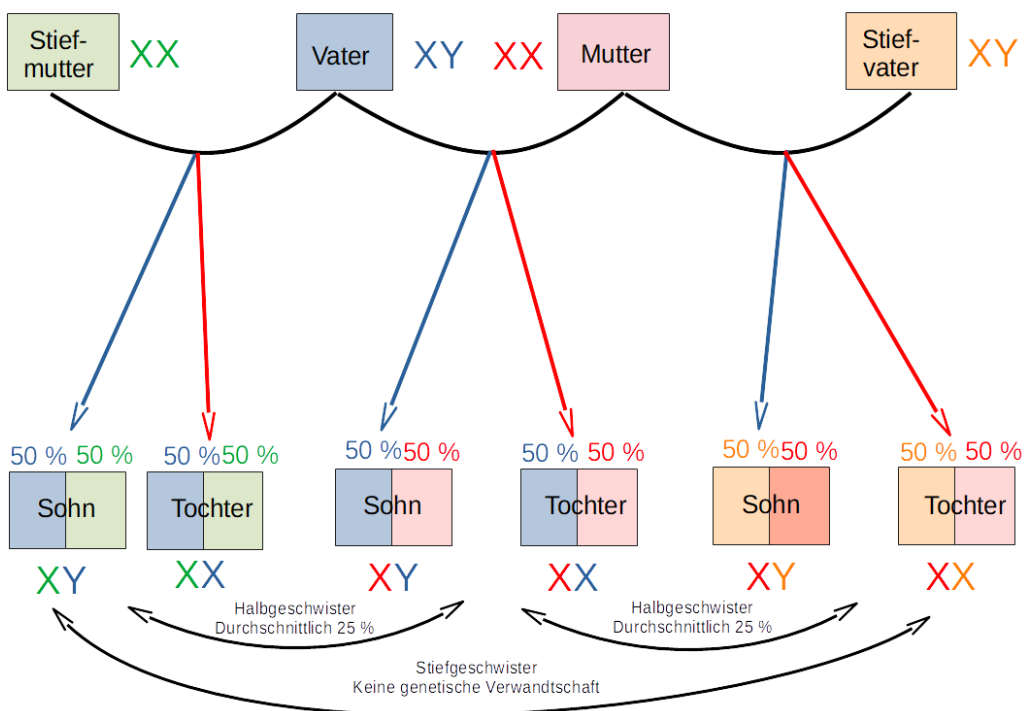 Stief-
mutter
XX
Vater
XY
XX
Mutter
Stief-
vater
XY
50 % 50 %
50 % 50 %
50 % 50 %
50 % 50 %
50 % 50 %
50 % 50 %
Sohn
Tochter
Sohn
Tochter
Sohn
Tochter
XY
XX
XY
XX
XY
XX
Halbgeschwister
Durchschnittlich 25 %
Halbgeschwister
Durchschnittlich 25 %
Stiefgeschwister
Keine genetische Verwandtschaft